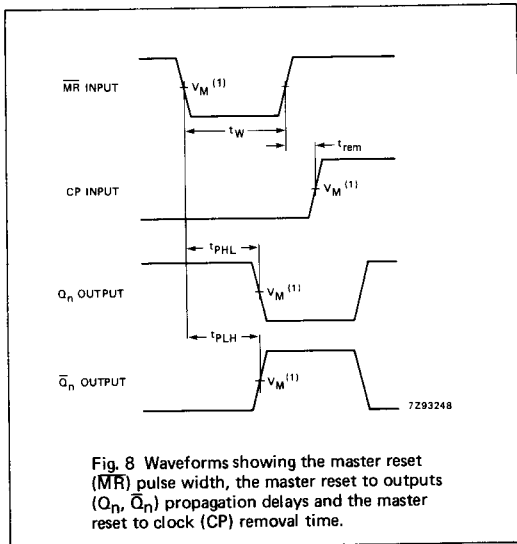 M̅R̅ INPUT
V_M (1)
t_W
t_rem
CP INPUT
V_M (1)
t_PHL
Q_n OUTPUT
V_M (1)
t_PLH
Q̅_n OUTPUT
V_M (1)
7Z93248
Fig. 8 Waveforms showing the master reset
(M̅R̅) pulse width, the master reset to outputs
(Q_n, Q̅_n) propagation delays and the master
reset to clock (CP) removal time.